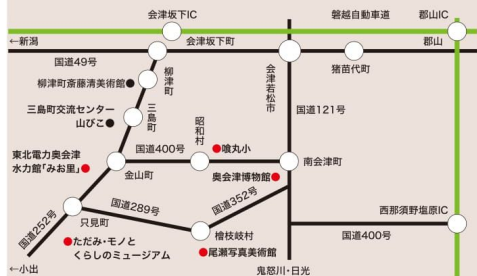 会津坂下IC
磐越自動車道
郡山IC
←新潟
会津坂下町
郡山
国道49号
柳津町
猪苗代町
会津若松市
柳津町斎藤清美術館
三島町交流センター
山びこ
三島町
昭和村
国道121号
国道400号
喰丸小
東北電力奥会津
水力館「みお里」
金山町
南会津町
奥会津博物館
国道352号
国道289号
国道252号
只見町
西那須野塩原IC
国道400号
檜枝岐村
ただみ・モノと
くらしのミュージアム
尾瀬写真美術館
←小出
鬼怒川・日光